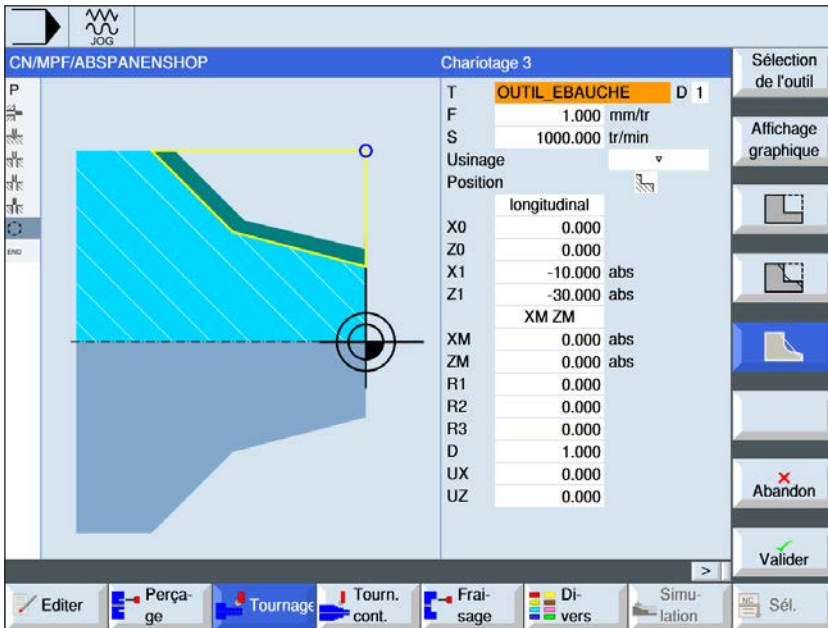 JOG
CN/MPF/ABSPANENSHOP
Chariotage 3
P
END
T OUTIL_EBAUCHE D 1
F 1.000 mm/tr
S 1000.000 tr/min
Usinage
Position
longitudinal
X0 0.000
Z0 0.000
X1 -10.000 abs
Z1 -30.000 abs
XM ZM
XM 0.000 abs
ZM 0.000 abs
R1 0.000
R2 0.000
R3 0.000
D 1.000
UX 0.000
UZ 0.000
Sélection
de l'outil
Affichage
graphique
Abandon
Valider
>
Editer
Perça-
ge
Tournage
Tourn.
cont.
Frai-
sage
Di-
vers
Simu-
lation
NC
Sél.